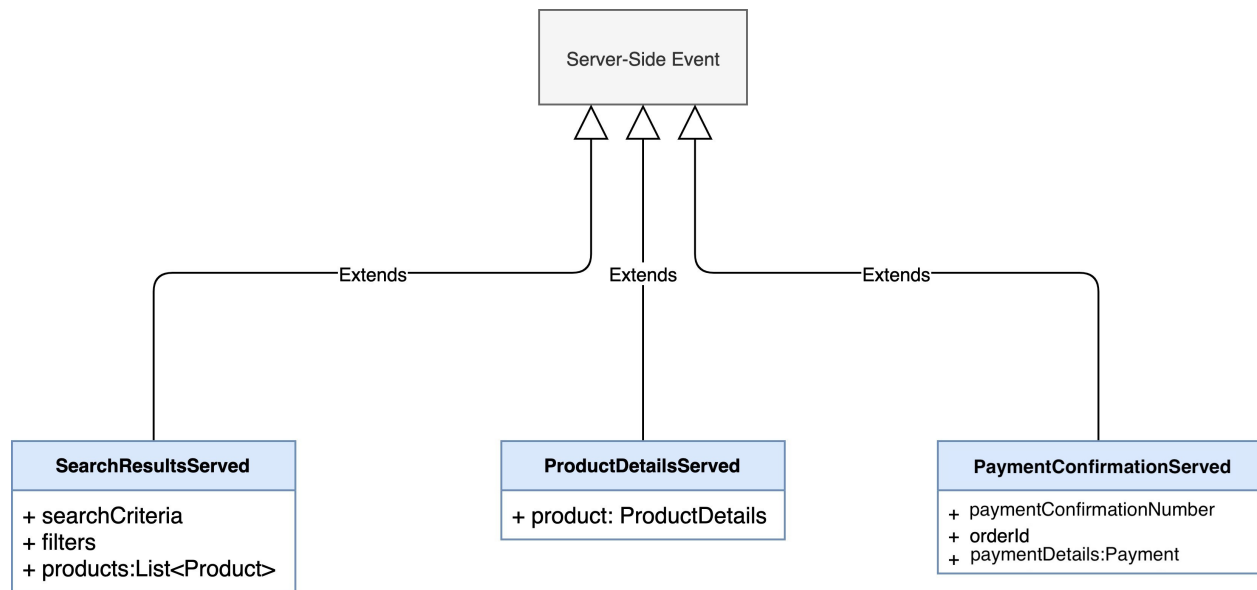 Server-Side Event
Extends
Extends
Extends
SearchResultsServed
+ searchCriteria
+ filters
+ products:List<Product>
ProductDetailsServed
+ product: ProductDetails
PaymentConfirmationServed
+ paymentConfirmationNumber
+ orderId
+ paymentDetails:Payment